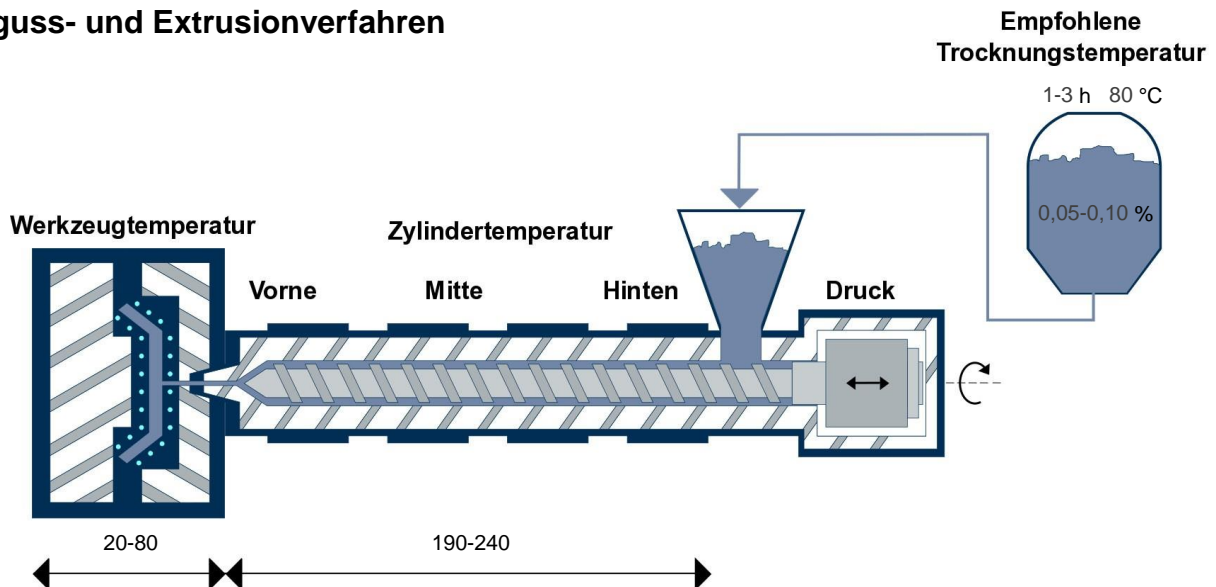 guss- und Extrusionverfahren
Empfohlene
Trocknungstemperatur
1-3 h 80 °C
0,05-0,10 %
Werkzeugtemperatur
Zylindertemperatur
Vorne Mitte Hinten Druck
20-80 190-240